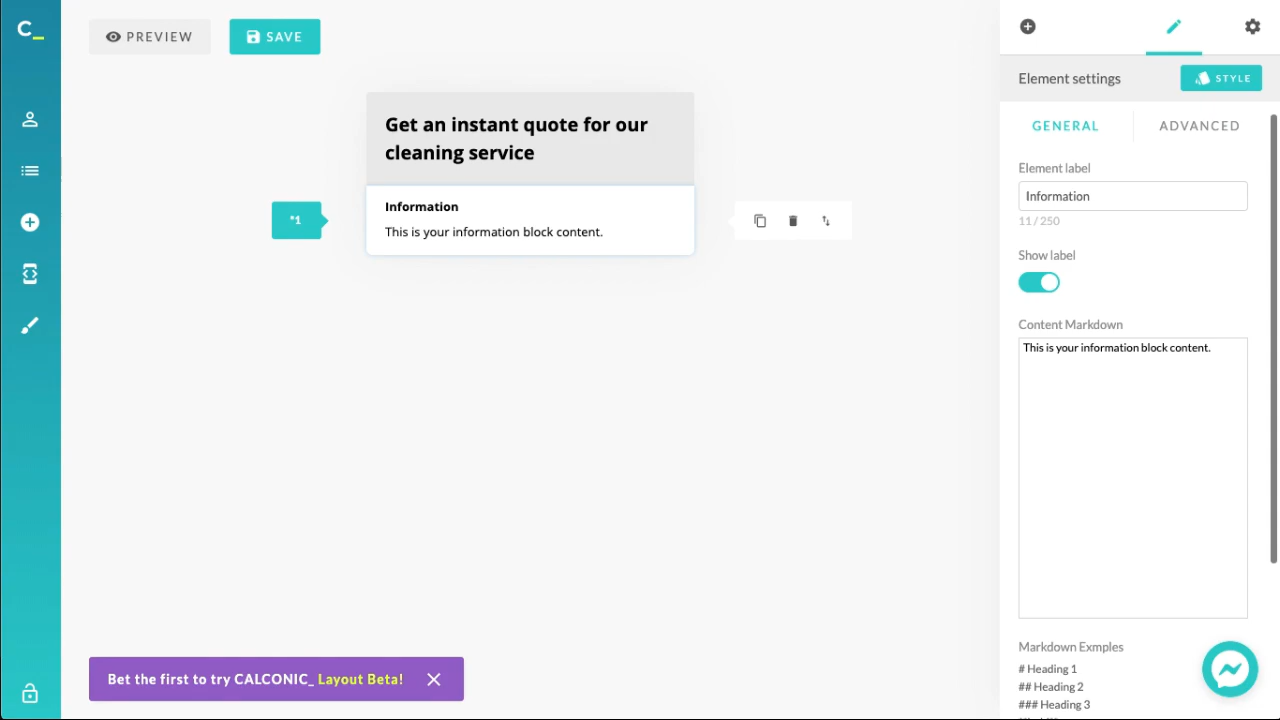 C_
PREVIEW
SAVE
Get an instant quote for our
cleaning service
*1
Information
This is your information block content.
Bet the first to try CALCONIC_ Layout Beta!
Element settings
STYLE
GENERAL
ADVANCED
Element label
Information
11 / 250
Show label
Content Markdown
This is your information block content.
Markdown Exmples
# Heading 1
## Heading 2
### Heading 3